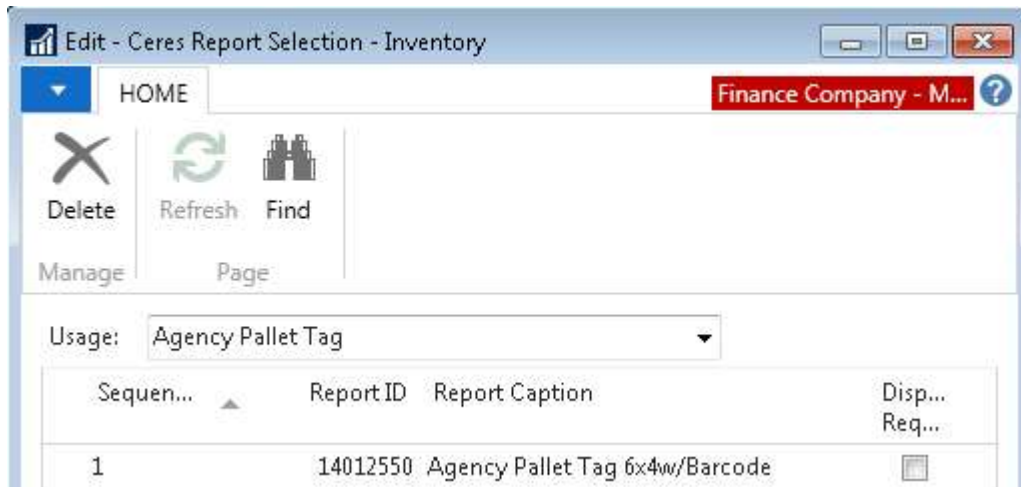 Edit - Ceres Report Selection - Inventory
HOME
Finance Company - M...
Delete Refresh Find
Manage Page
Usage: Agency Pallet Tag
Sequen... Report ID Report Caption Disp...
Req...
1 14012550 Agency Pallet Tag 6x4w/Barcode